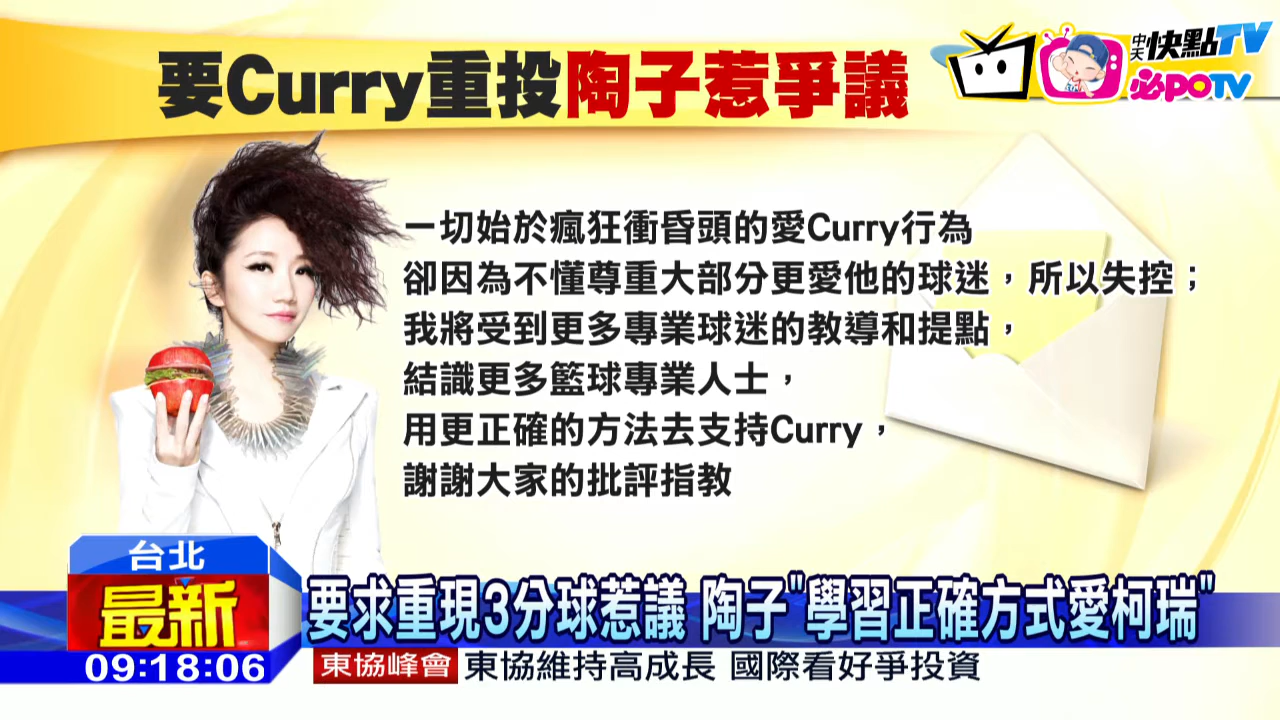 要Curry重投陶子惹爭議
中天快點TV
必POTV
一切始於瘋狂衝昏頭的愛Curry行為
卻因為不懂尊重大部分更愛他的球迷，所以失控；
我將受到更多專業球迷的教導和提點，
結識更多籃球專業人士，
用更正確的方法去支持Curry，
謝謝大家的批評指教
台北
最新
要求重現3分球惹議 陶子"學習正確方式愛柯瑞"
09:18:06
東協峰會 東協維持高成長 國際看好爭投資